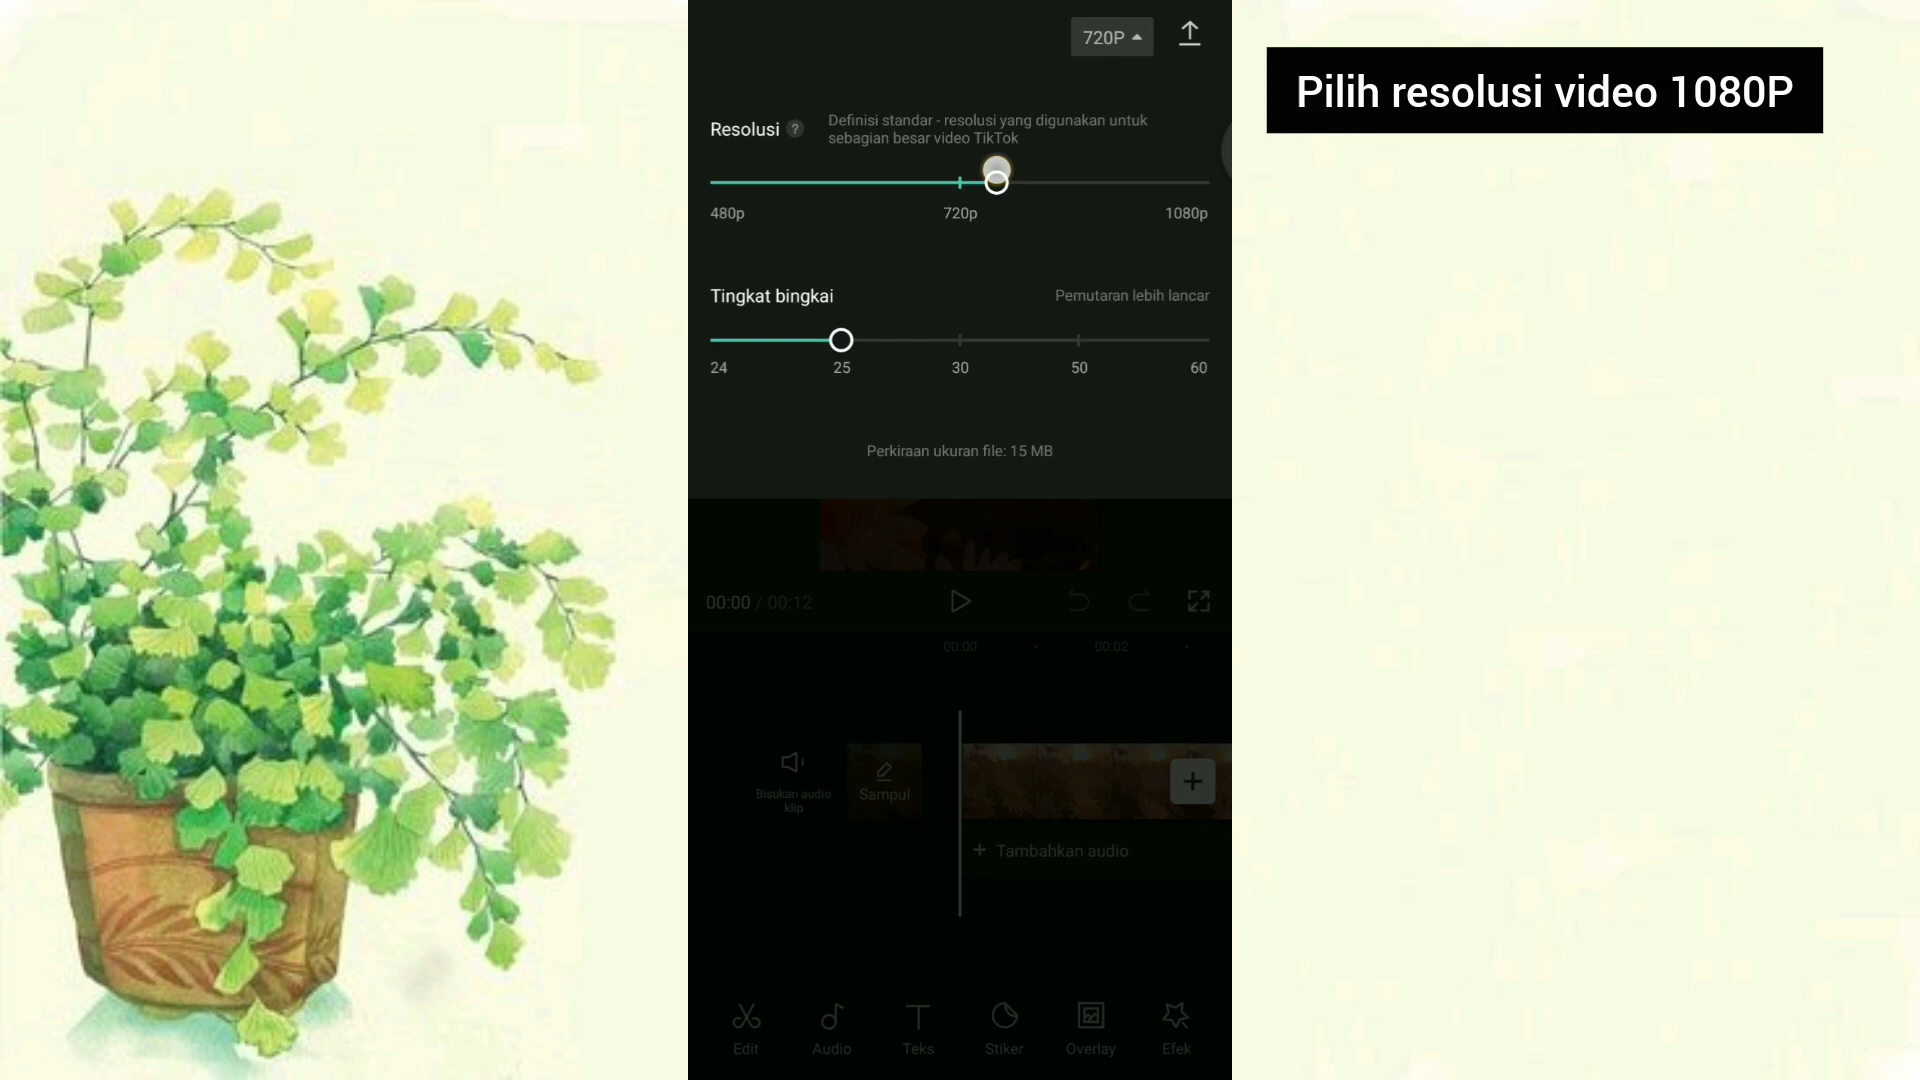 720P
Pilih resolusi video 1080P
Resolusi ?
Definisi standar - resolusi yang digunakan untuk
sebagian besar video TikTok
480p 720p 1080p
Tingkat bingkai Pemutaran lebih lancar
24 25 30 50 60
Perkiraan ukuran file: 15 MB
00:00 / 00:12
00:00 00:02
Bisukan audio
klip
Sampul
+ Tambahkan audio
Edit Audio Teks Stiker Overlay Efek